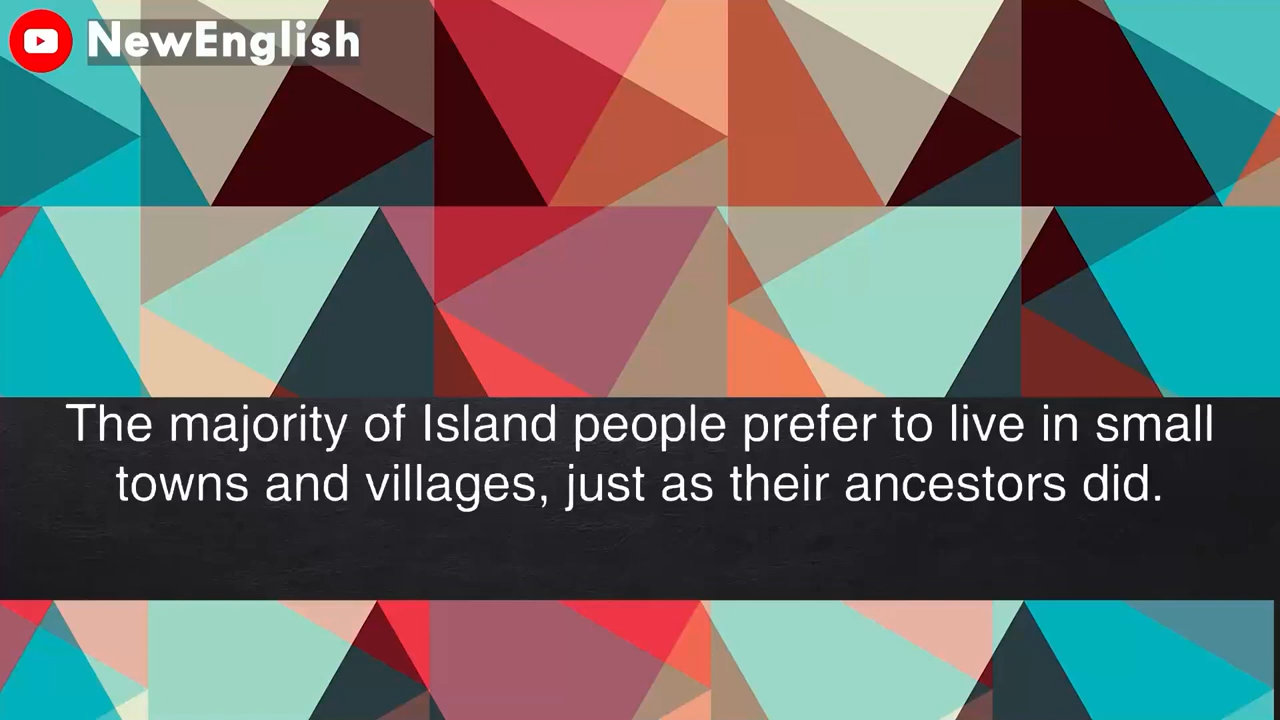 NewEnglish
The majority of Island people prefer to live in small
towns and villages, just as their ancestors did.